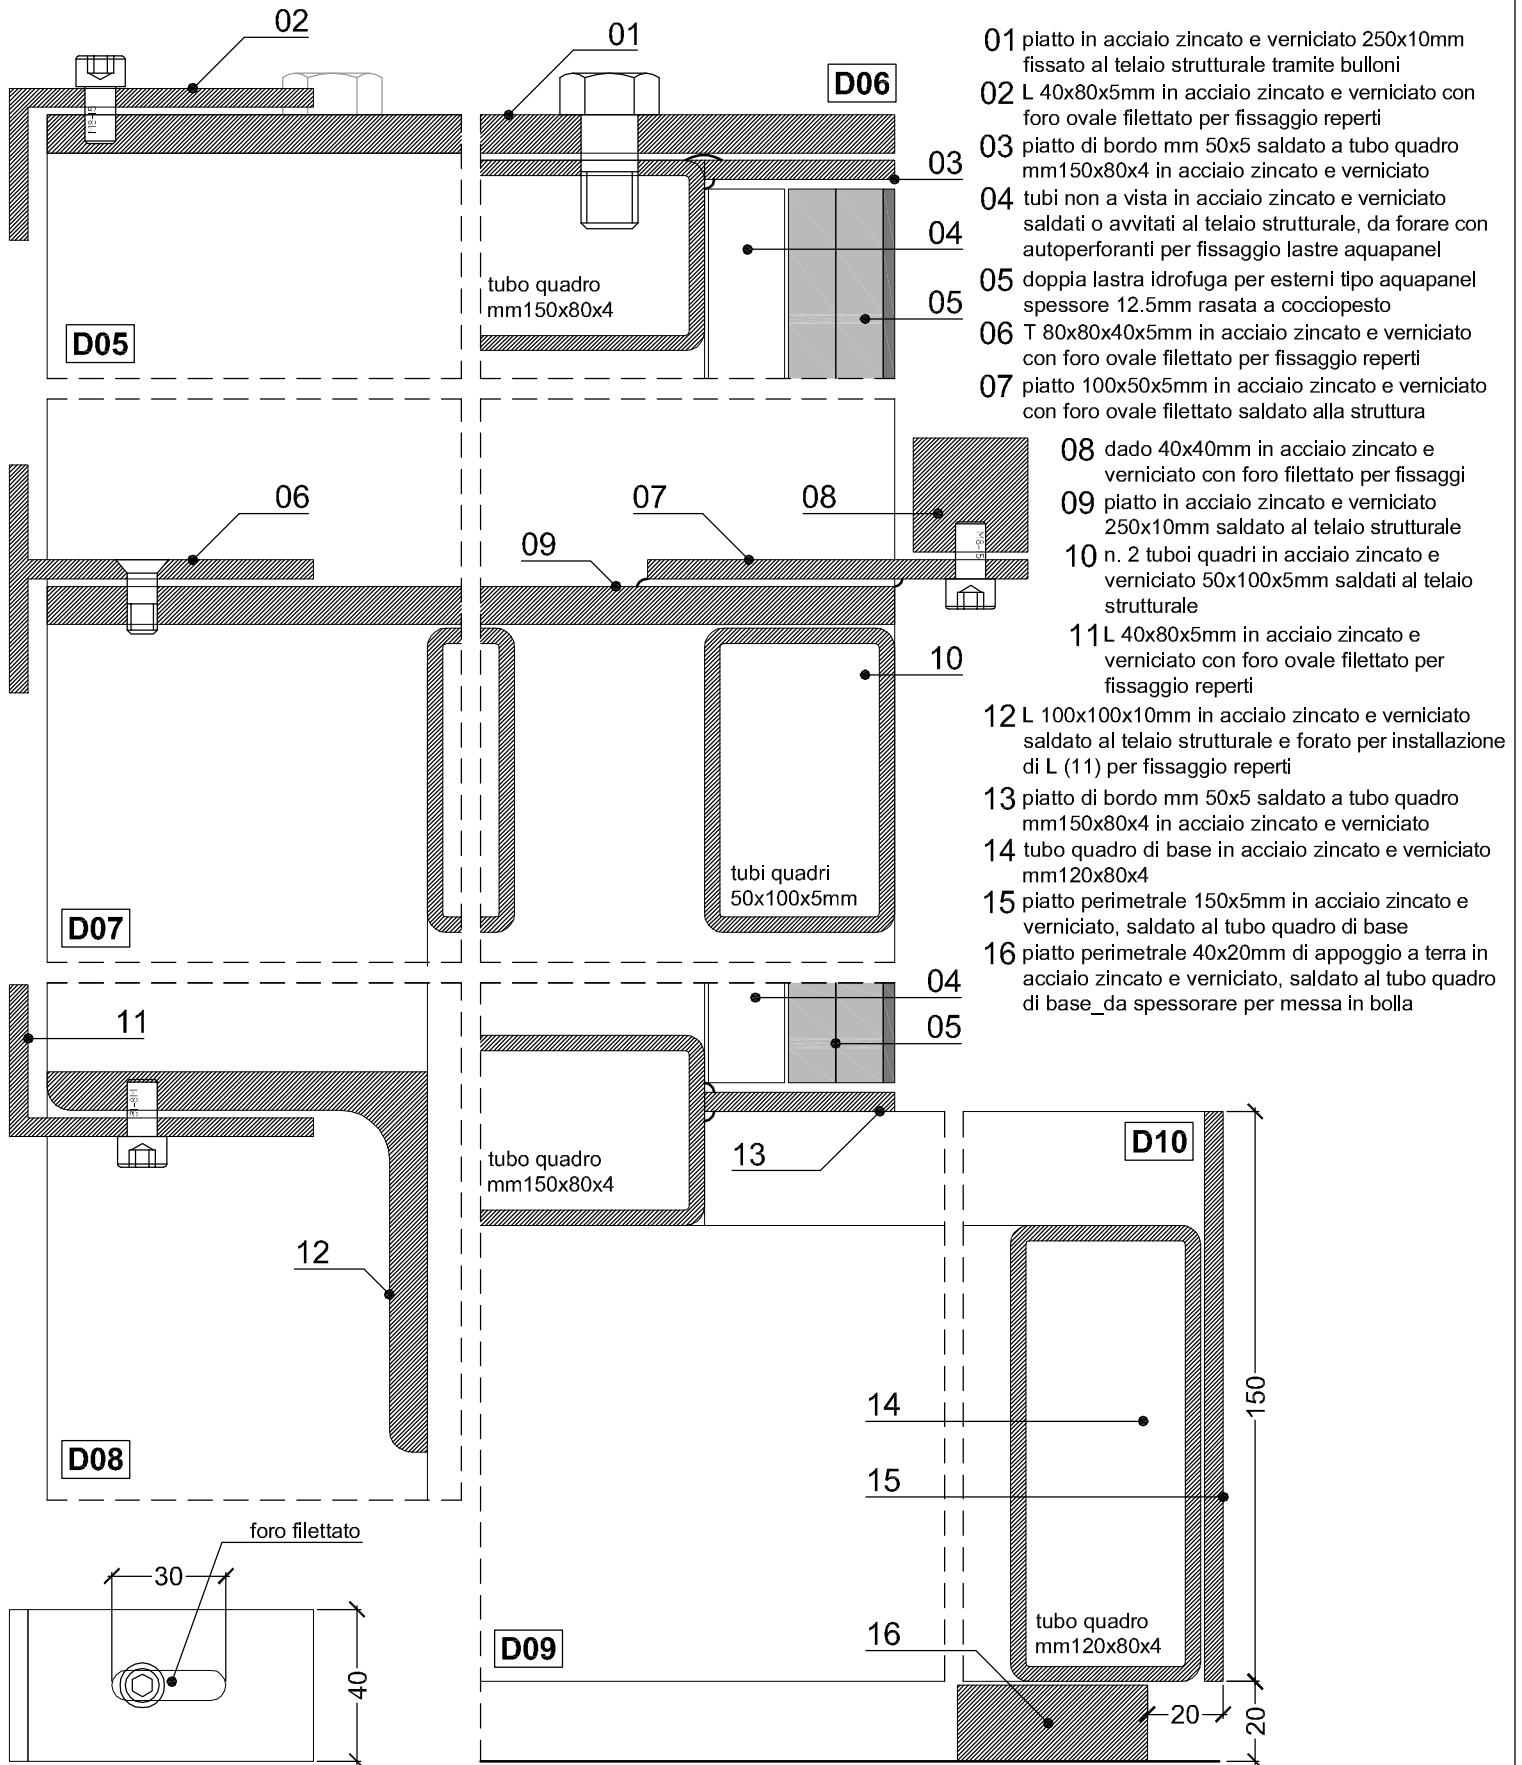 02
01
D06
03
04
05
tubo quadro
mm150x80x4
D05
01 piatto in acciaio zincato e verniciato 250x10mm
fissato al telaio strutturale tramite bulloni
02 L 40x80x5mm in acciaio zincato e verniciato con
foro ovale filettato per fissaggio reperti
03 piatto di bordo mm 50x5 saldato a tubo quadro
mm150x80x4 in acciaio zincato e verniciato
04 tubi non a vista in acciaio zincato e verniciato
saldati o avvitati al telaio strutturale, da forare con
autoperforanti per fissaggio lastre aquapanel
05 doppia lastra idrofuga per esterni tipo aquapanel
spessore 12.5mm rasata a cocciopesto
06 T 80x80x40x5mm in acciaio zincato e verniciato
con foro ovale filettato per fissaggio reperti
07 piatto 100x50x5mm in acciaio zincato e verniciato
con foro ovale filettato saldato alla struttura
08 dado 40x40mm in acciaio zincato e
verniciato con foro filettato per fissaggi
09 piatto in acciaio zincato e verniciato
250x10mm saldato al telaio strutturale
10 n. 2 tuboi quadri in acciaio zincato e
verniciato 50x100x5mm saldati al telaio
strutturale
11 L 40x80x5mm in acciaio zincato e
verniciato con foro ovale filettato per
fissaggio reperti
12 L 100x100x10mm in acciaio zincato e verniciato
saldato al telaio strutturale e forato per installazione
di L (11) per fissaggio reperti
13 piatto di bordo mm 50x5 saldato a tubo quadro
mm150x80x4 in acciaio zincato e verniciato
14 tubo quadro di base in acciaio zincato e verniciato
mm120x80x4
15 piatto perimetrale 150x5mm in acciaio zincato e
verniciato, saldato al tubo quadro di base
16 piatto perimetrale 40x20mm di appoggio a terra in
acciaio zincato e verniciato, saldato al tubo quadro
di base_da spessorare per messa in bolla
06
07
08
09
10
tubi quadri
50x100x5mm
D07
04
05
11
tubo quadro
mm150x80x4
13
D10
12
D08
14
15
150
foro filettato
30
40
D09
16
tubo quadro
mm120x80x4
20
20